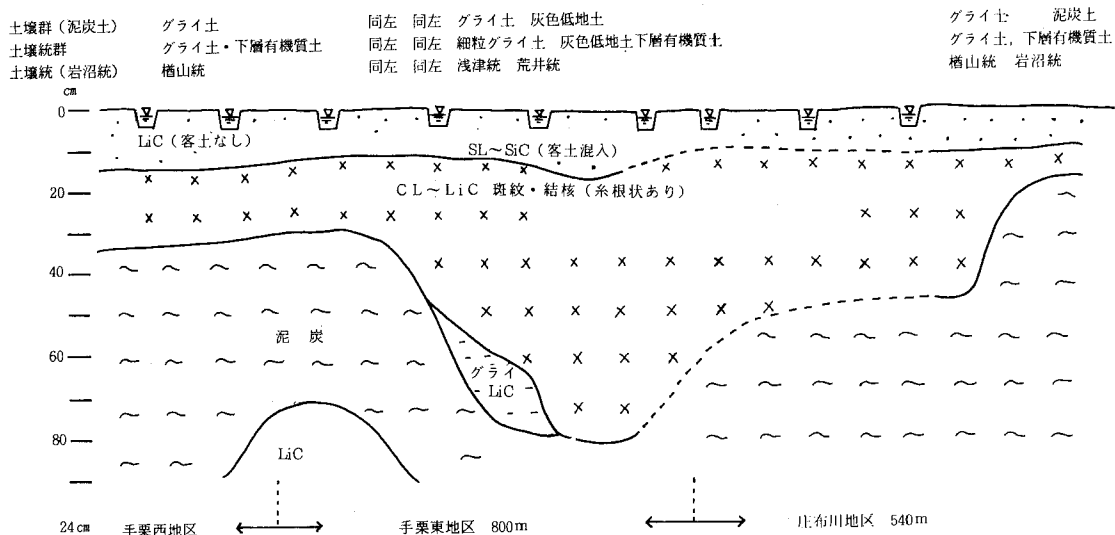 土壌群(泥炭土) グライ土 同左 同左 グライ土 灰色低地土 グライ土 泥炭土
土壌統群 グライ土・下層有機質土 同左 同左 細粒グライ土 灰色低地土下層有機質土 グライ土,下層有機質土
土壌統(岩沼統) 楢山統 同左 同左 浅津統 荒井統 楢山統 岩沼統
cm
0
LiC(客土なし)
SL~SiC(客土混入)
CL~LiC 斑紋・結核(糸根状あり)
20
40
泥炭
60
グライ
LiC
80
LiC
24cm 手栗西地区 手栗東地区 800m 庄布川地区 540m